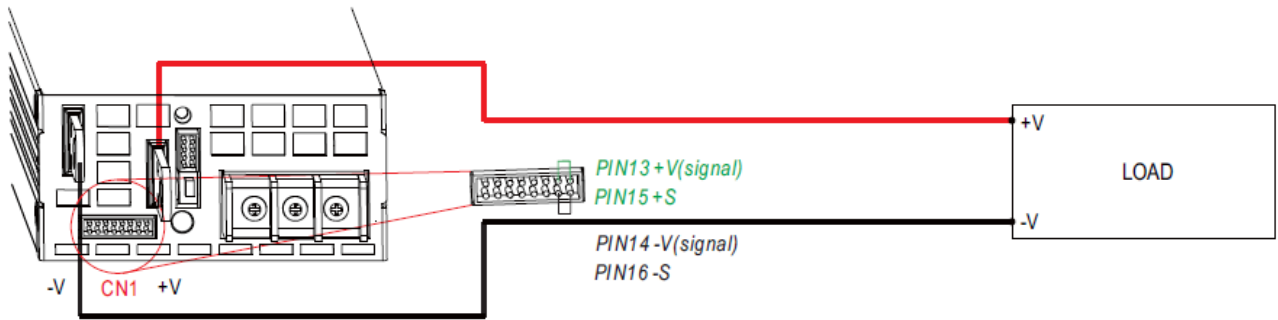 +V
LOAD
-V
PIN13 +V(signal)
PIN15 +S
PIN14 -V(signal)
PIN16 -S
-V CN1 +V